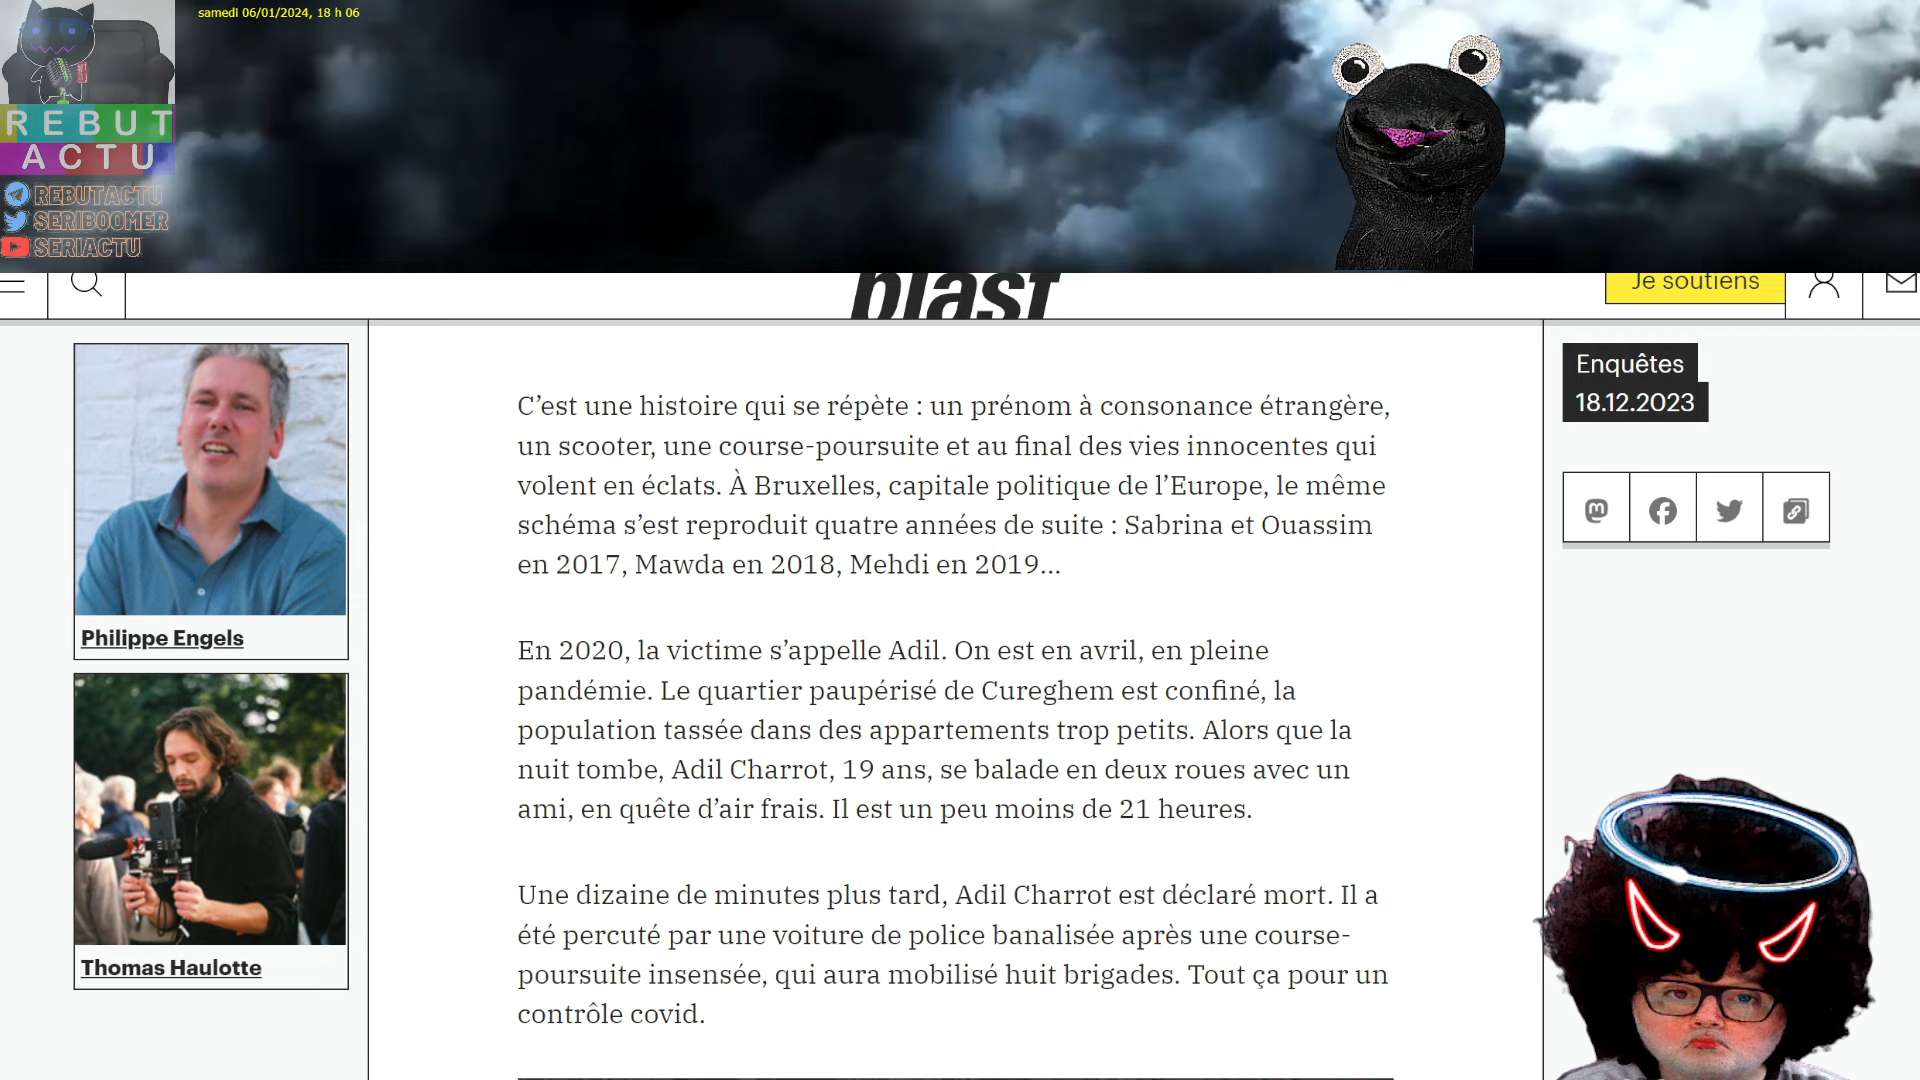 samedi 06/01/2024, 18 h 06
REBUT
ACTU
REBUTACTU
SERIBOOMER
SERIACTU
blast
Je soutiens
Philippe Engels
Thomas Haulotte
C’est une histoire qui se répète : un prénom à consonance étrangère,
un scooter, une course-poursuite et au final des vies innocentes qui
volent en éclats. À Bruxelles, capitale politique de l’Europe, le même
schéma s’est reproduit quatre années de suite : Sabrina et Ouassim
en 2017, Mawda en 2018, Mehdi en 2019…
En 2020, la victime s’appelle Adil. On est en avril, en pleine
pandémie. Le quartier paupérisé de Cureghem est confiné, la
population tassée dans des appartements trop petits. Alors que la
nuit tombe, Adil Charrot, 19 ans, se balade en deux roues avec un
ami, en quête d’air frais. Il est un peu moins de 21 heures.
Une dizaine de minutes plus tard, Adil Charrot est déclaré mort. Il a
été percuté par une voiture de police banalisée après une course-
poursuite insensée, qui aura mobilisé huit brigades. Tout ça pour un
contrôle covid.
Enquêtes
18.12.2023